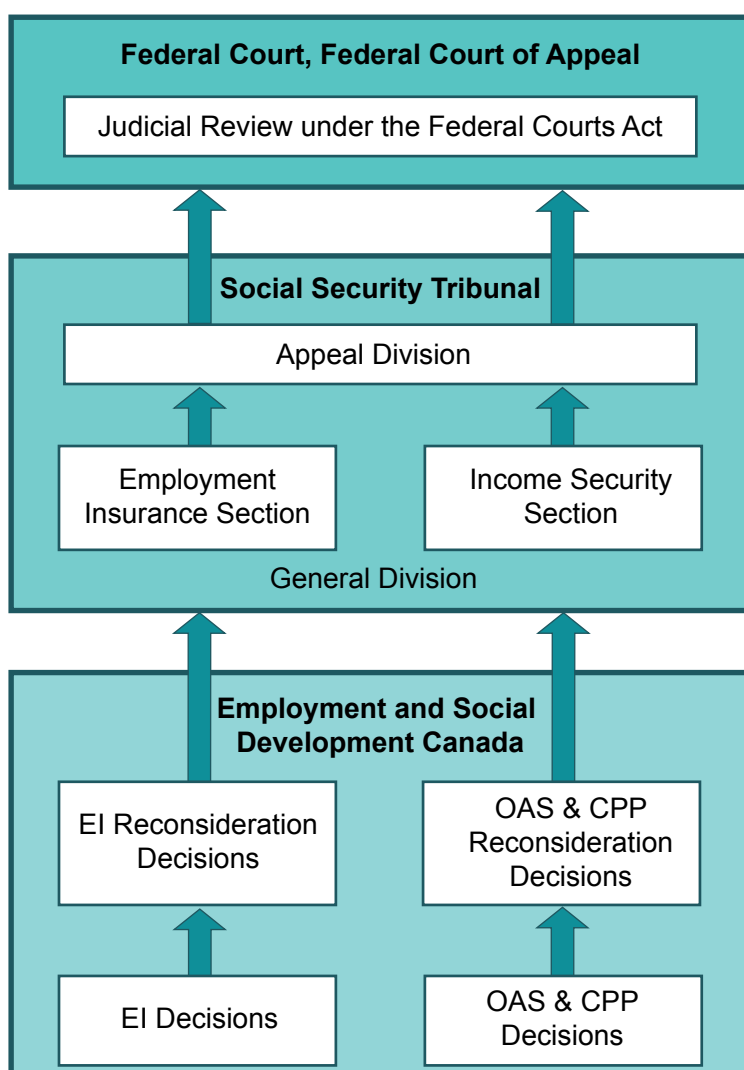 Federal Court, Federal Court of Appeal
Judicial Review under the Federal Courts Act
Social Security Tribunal
Appeal Division
Employment
Insurance Section
Income Security
Section
General Division
Employment and Social
Development Canada
EI Reconsideration
Decisions
OAS & CPP
Reconsideration
Decisions
EI Decisions
OAS & CPP
Decisions